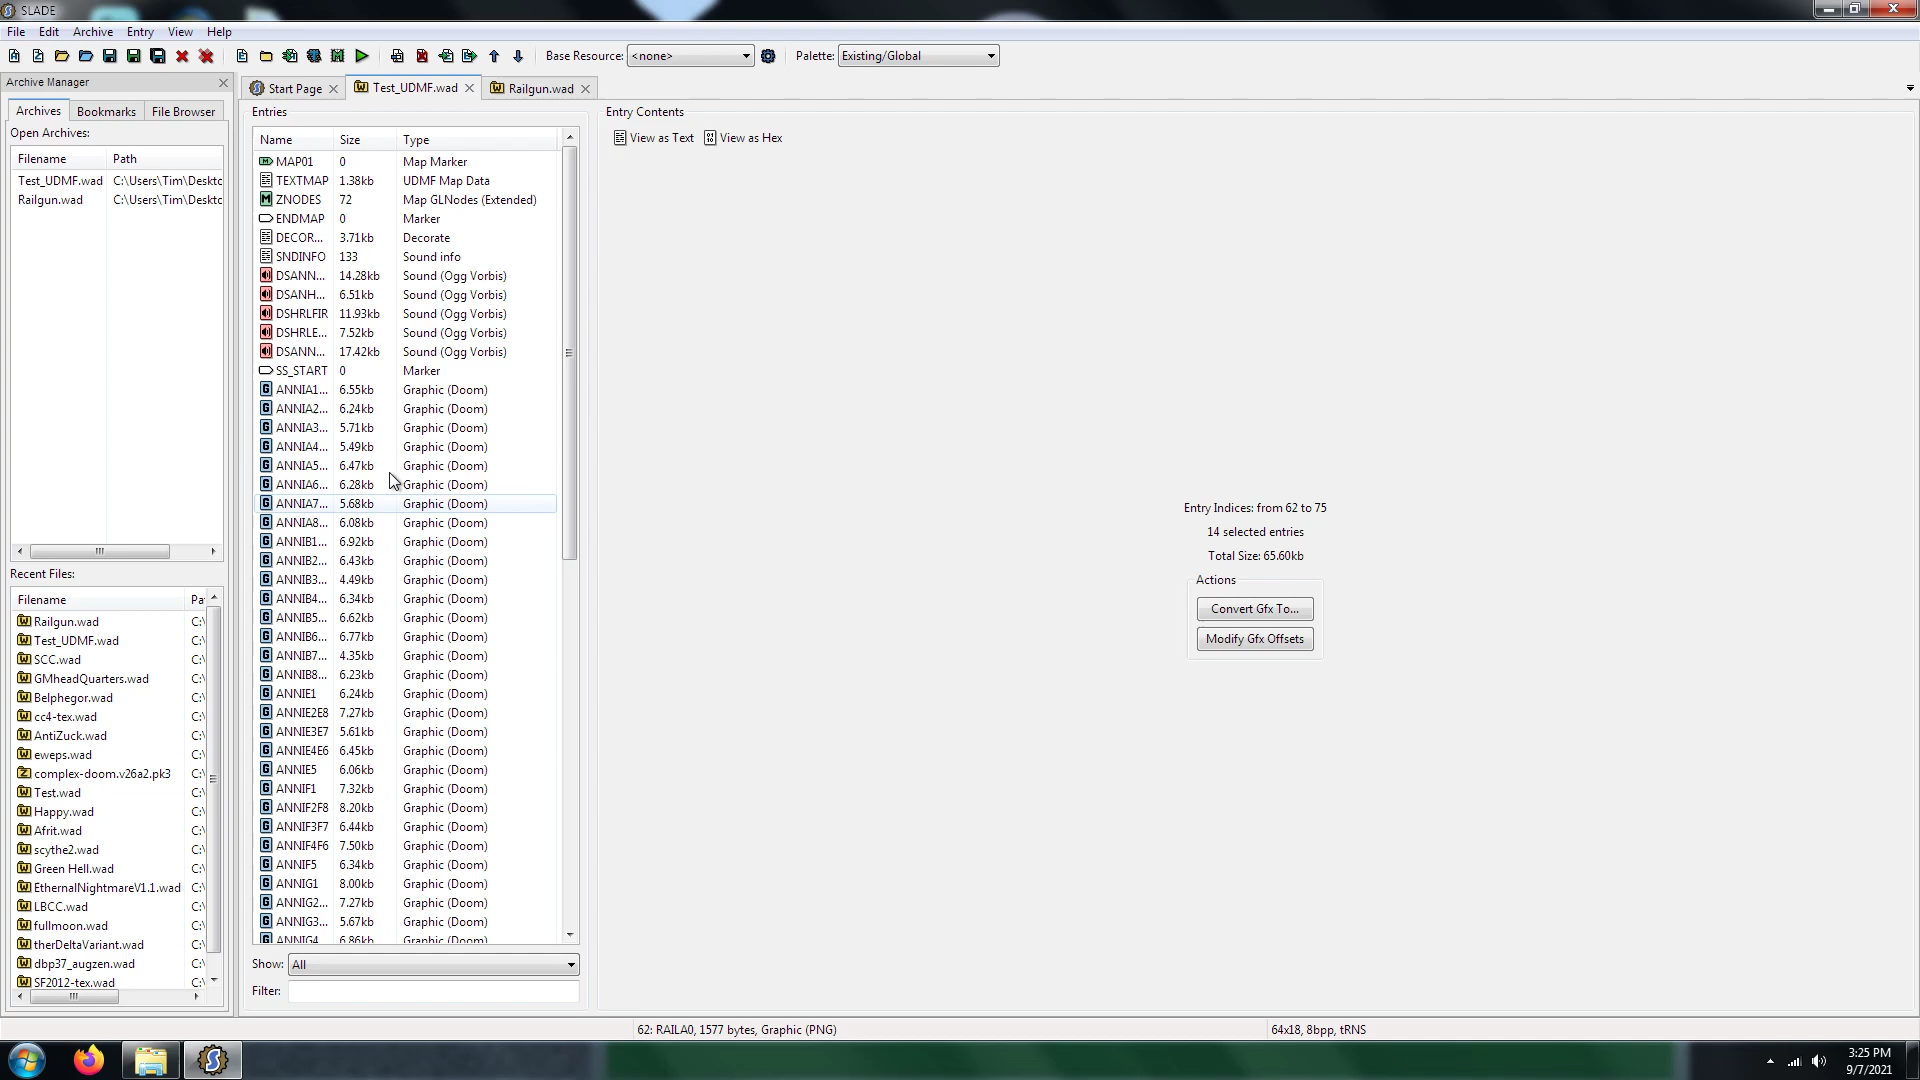 SLADE
File Edit Archive Entry View Help
Base Resource: <none> Palette: Existing/Global
Archive Manager
Start Page Test_UDMF.wad Railgun.wad
Archives Bookmarks File Browser
Open Archives:
Filename Path
Test_UDMF.wad C:\Users\Tim\Deskto
Railgun.wad C:\Users\Tim\Deskto
Recent Files:
Filename Pa
Railgun.wad C:\
Test_UDMF.wad C:\
SCC.wad C:\
GMheadQuarters.wad C:\
Belphegor.wad C:\
cc4-tex.wad C:\
AntiZuck.wad C:\
eweps.wad C:\
complex-doom.v26a2.pk3 C:\
Test.wad C:\
Happy.wad C:\
Afrit.wad C:\
scythe2.wad C:\
Green Hell.wad C:\
EthernalNightmareV1.1.wad C:\
LBCC.wad C:\
fullmoon.wad C:\
therDeltaVariant.wad C:\
dbp37_augzen.wad C:\
SF2012-tex.wad C:\
Entries
Name Size Type
MAP01 0 Map Marker
TEXTMAP 1.38kb UDMF Map Data
ZNODES 72 Map GLNodes (Extended)
ENDMAP 0 Marker
DECOR... 3.71kb Decorate
SNDINFO 133 Sound info
DSANN... 14.28kb Sound (Ogg Vorbis)
DSANH... 6.51kb Sound (Ogg Vorbis)
DSHRLFIR 11.93kb Sound (Ogg Vorbis)
DSHRLE... 7.52kb Sound (Ogg Vorbis)
DSANN... 17.42kb Sound (Ogg Vorbis)
SS_START 0 Marker
ANNIA1... 6.55kb Graphic (Doom)
ANNIA2... 6.24kb Graphic (Doom)
ANNIA3... 5.71kb Graphic (Doom)
ANNIA4... 5.49kb Graphic (Doom)
ANNIA5... 6.47kb Graphic (Doom)
ANNIA6... 6.28kb Graphic (Doom)
ANNIA7... 5.68kb Graphic (Doom)
ANNIA8... 6.08kb Graphic (Doom)
ANNIB1... 6.92kb Graphic (Doom)
ANNIB2... 6.43kb Graphic (Doom)
ANNIB3... 4.49kb Graphic (Doom)
ANNIB4... 6.34kb Graphic (Doom)
ANNIB5... 6.62kb Graphic (Doom)
ANNIB6... 6.77kb Graphic (Doom)
ANNIB7... 4.35kb Graphic (Doom)
ANNIB8... 6.23kb Graphic (Doom)
ANNIE1 6.24kb Graphic (Doom)
ANNIE2E8 7.27kb Graphic (Doom)
ANNIE3E7 5.61kb Graphic (Doom)
ANNIE4E6 6.45kb Graphic (Doom)
ANNIE5 6.06kb Graphic (Doom)
ANNIF1 7.32kb Graphic (Doom)
ANNIF2F8 8.20kb Graphic (Doom)
ANNIF3F7 6.44kb Graphic (Doom)
ANNIF4F6 7.50kb Graphic (Doom)
ANNIF5 6.34kb Graphic (Doom)
ANNIG1 8.00kb Graphic (Doom)
ANNIG2... 7.27kb Graphic (Doom)
ANNIG3... 5.67kb Graphic (Doom)
ANNIG4 6.86kb Graphic (Doom)
Show: All
Filter:
Entry Contents
View as Text View as Hex
Entry Indices: from 62 to 75
14 selected entries
Total Size: 65.60kb
Actions
Convert Gfx To...
Modify Gfx Offsets
62: RAILA0, 1577 bytes, Graphic (PNG) 64x18, 8bpp, tRNS
3:25 PM
9/7/2021